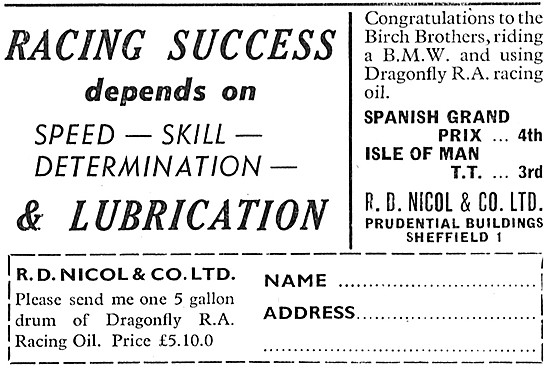 RACING SUCCESS
depends on
SPEED — SKILL —
DETERMINATION —
& LUBRICATION
Congratulations to the
Birch Brothers, riding
a B.M.W. and using
Dragonfly R.A. racing
oil.
SPANISH GRAND
PRIX ... 4th
ISLE OF MAN
T.T. ... 3rd
R. D. NICOL & CO. LTD.
PRUDENTIAL BUILDINGS
SHEFFIELD 1
R. D. NICOL & CO. LTD.
Please send me one 5 gallon
drum of Dragonfly R.A.
Racing Oil. Price £5.10.0
NAME ........................................
ADDRESS....................................
......................................................